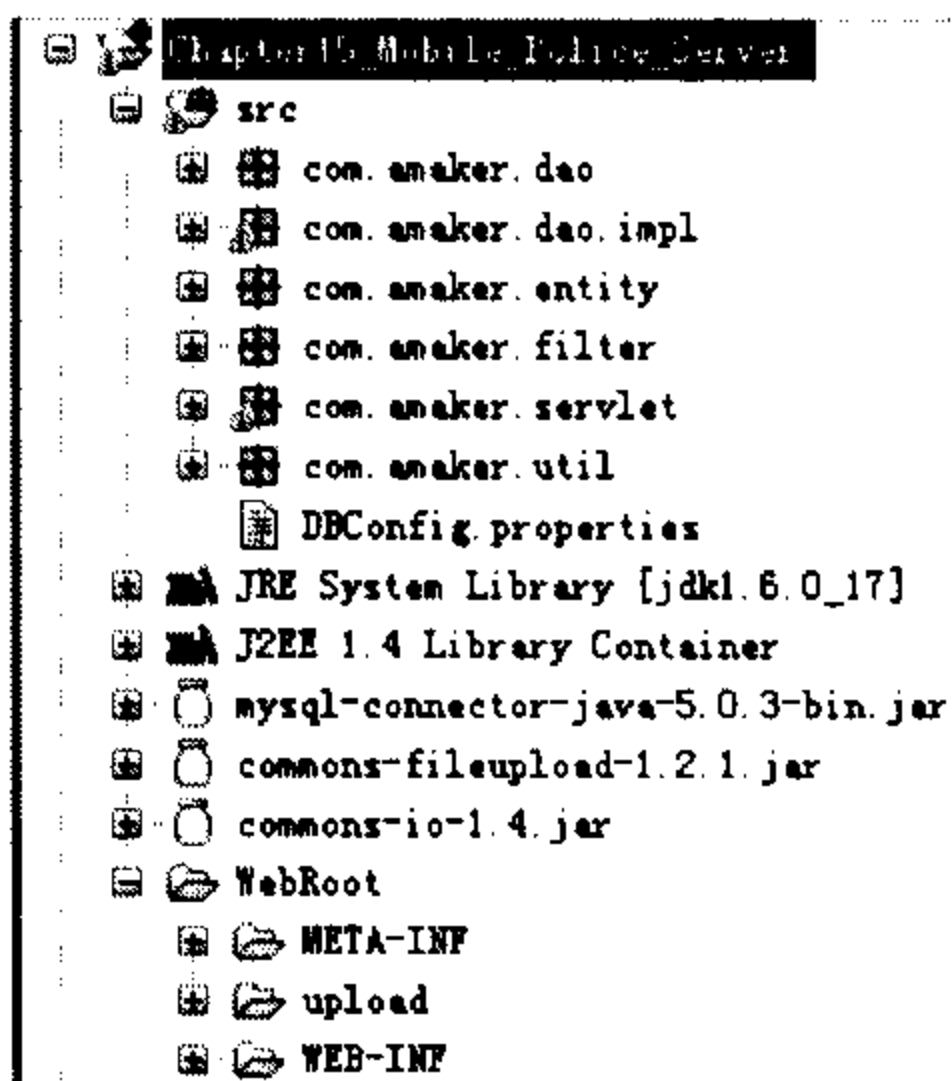 Chapter15_Mobile_Police_Server
src
com.amaker.dao
com.amaker.dao.impl
com.amaker.entity
com.amaker.filter
com.amaker.servlet
com.amaker.util
DBConfig.properties
JRE System Library [jdk1.6.0_17]
J2EE 1.4 Library Container
mysql-connector-java-5.0.3-bin.jar
commons-fileupload-1.2.1.jar
commons-io-1.4.jar
WebRoot
META-INF
upload
WEB-INF